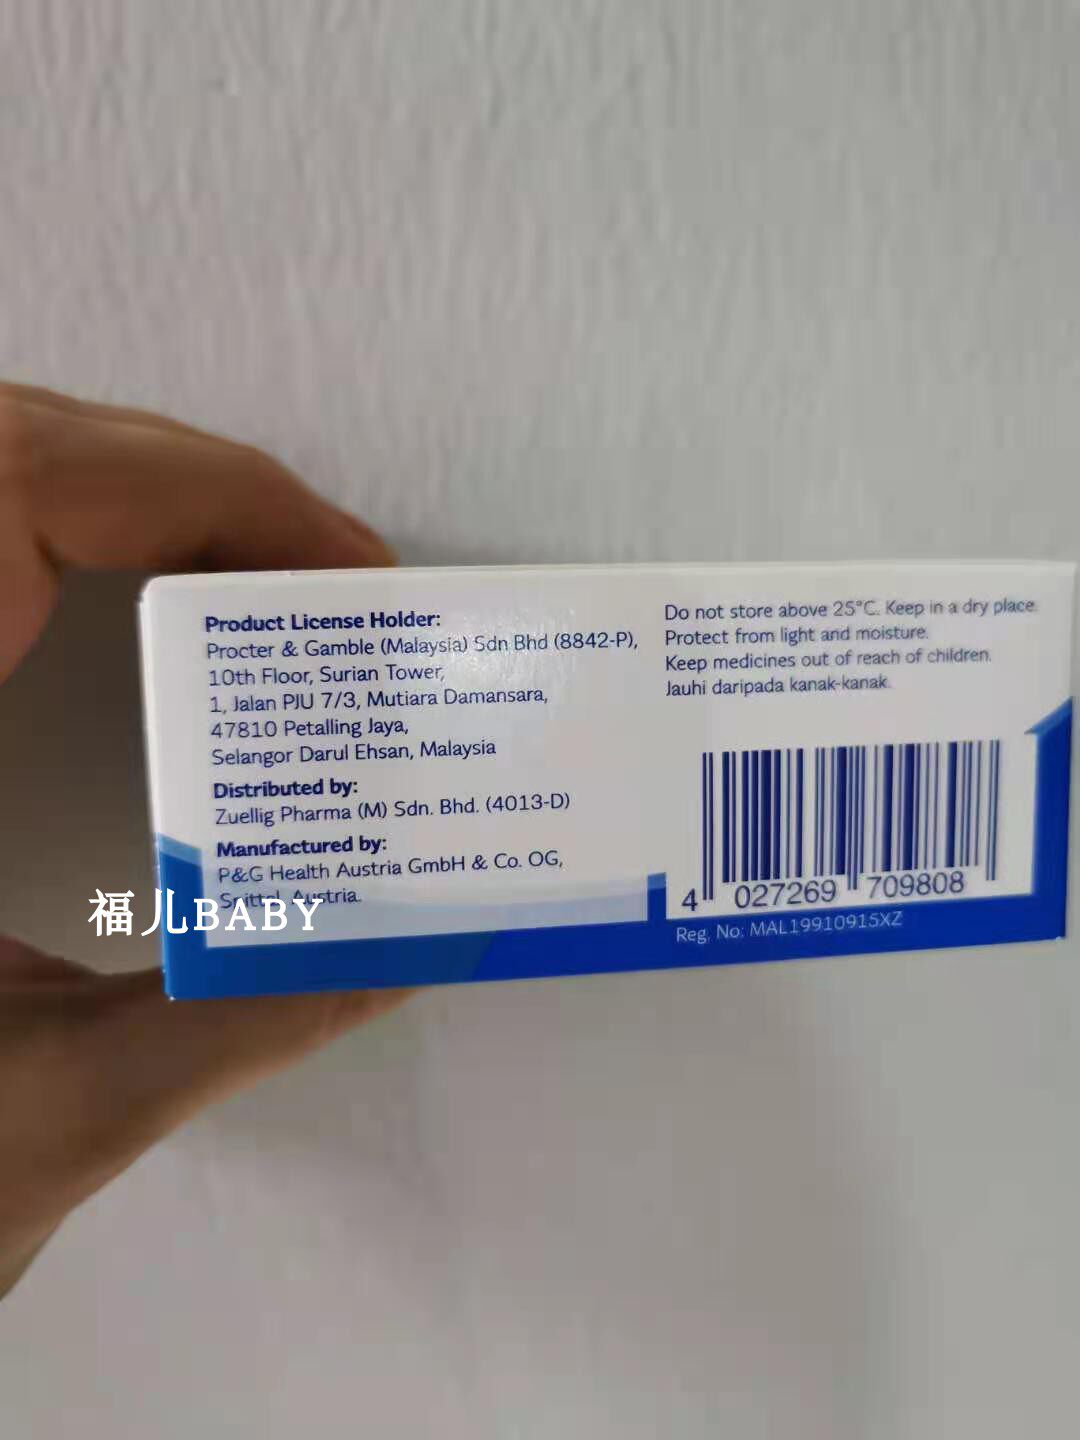 Product License Holder:
Procter & Gamble (Malaysia) Sdn Bhd (8842-P),
10th Floor, Surian Tower,
1, Jalan PJU 7/3, Mutiara Damansara,
47810 Petalling Jaya,
Selangor Darul Ehsan, Malaysia
Distributed by:
Zuellig Pharma (M) Sdn. Bhd. (4013-D)
Manufactured by:
P&G Health Austria GmbH & Co. OG,
Spittal, Austria.
Do not store above 25°C. Keep in a dry place.
Protect from light and moisture.
Keep medicines out of reach of children.
Jauhi daripada kanak-kanak.
4 027269 709808
Reg. No: MAL19910915XZ
福儿BABY